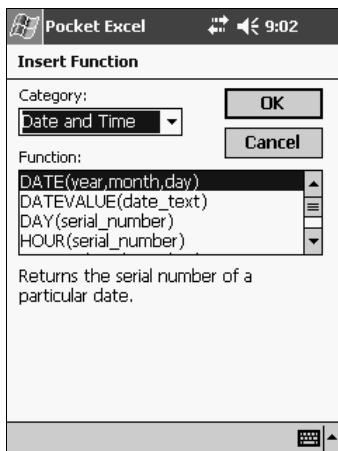 Pocket Excel 9:02
Insert Function
Category:
OK
Date and Time
Cancel
Function:
DATE(year,month,day)
DATEVALUE(date_text)
DAY(serial_number)
HOUR(serial_number)
Returns the serial number of a
particular date.